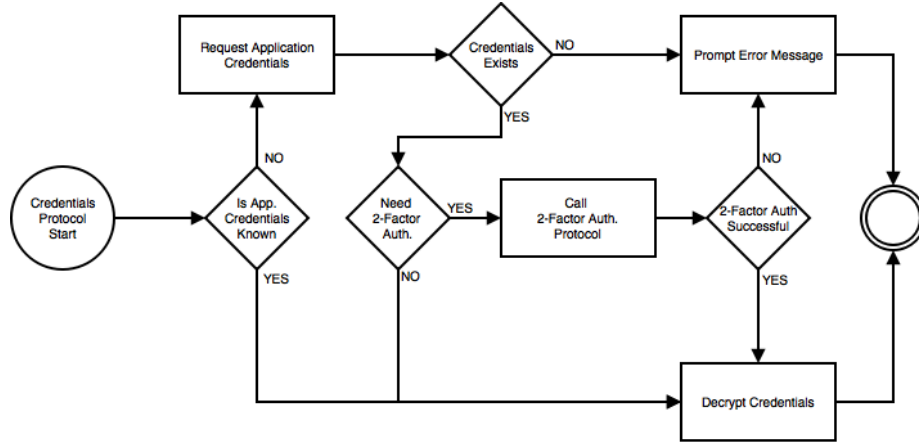 Request Application
Credentials
Credentials
Exists
NO
Prompt Error Message
YES
NO
NO
Credentials
Protocol
Start
Is App.
Credentials
Known
Need
2-Factor
Auth.
YES
Call
2-Factor Auth.
Protocol
2-Factor Auth
Successful
YES
NO
YES
Decrypt Credentials